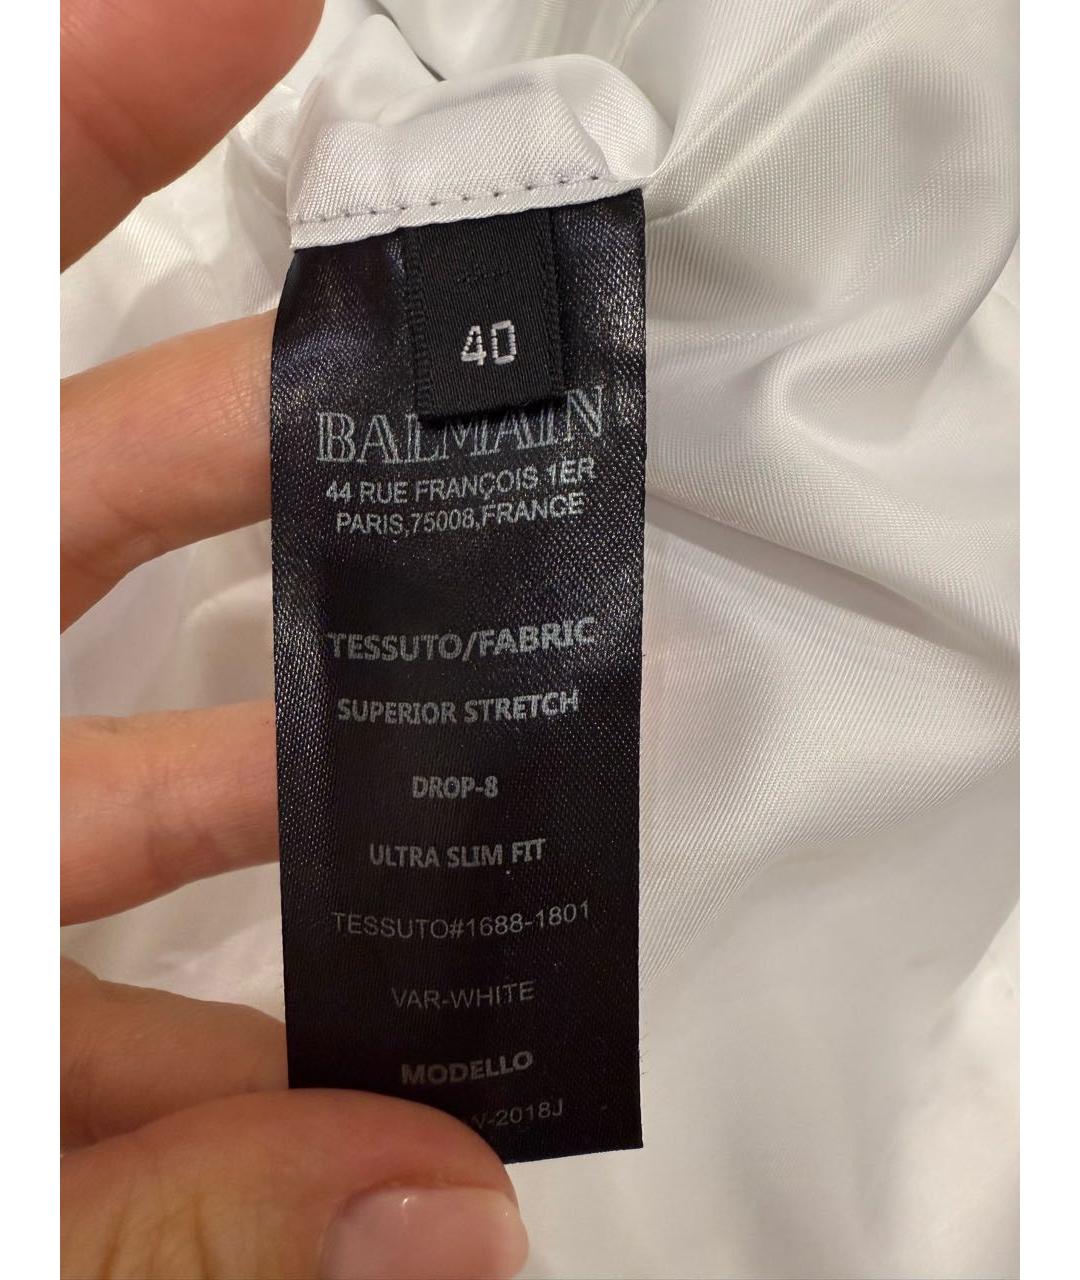 40
BALMAIN
44 RUE FRANÇOIS 1ER
PARIS,75008,FRANCE
TESSUTO/FABRIC
SUPERIOR STRETCH
DROP-8
ULTRA SLIM FIT
TESSUTO#1688-1801
VAR-WHITE
MODELLO
-2018J